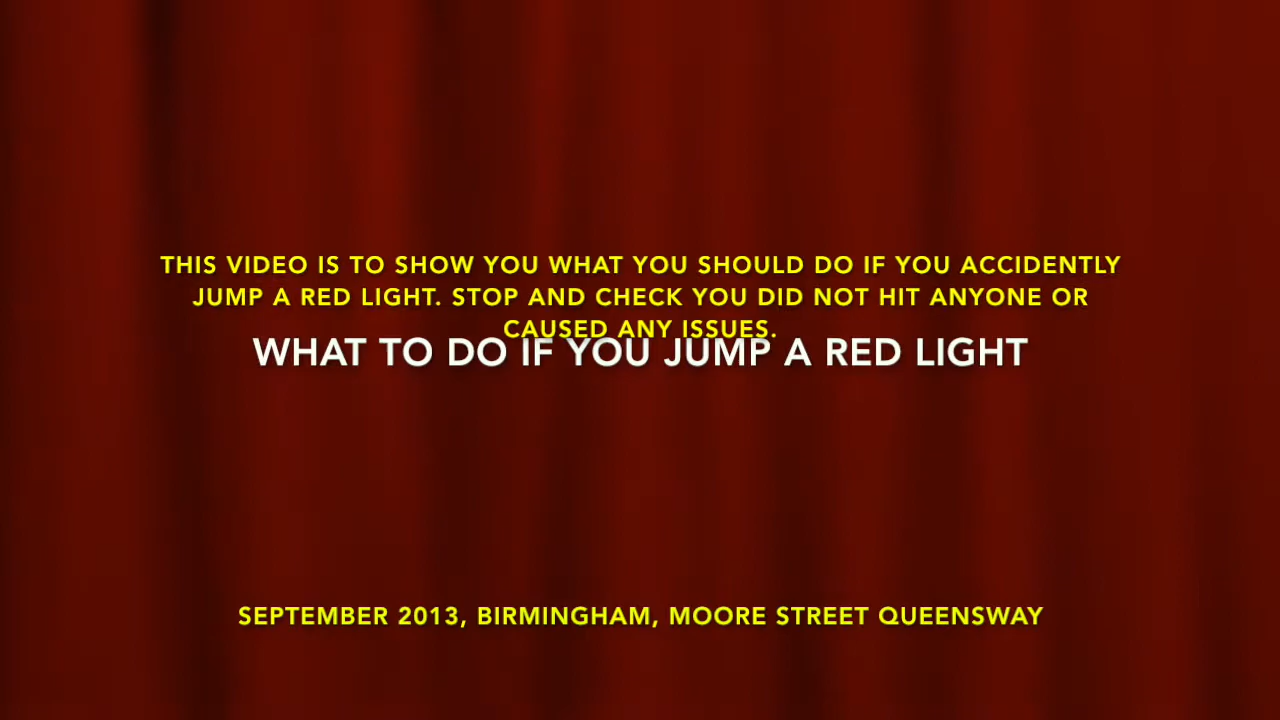 THIS VIDEO IS TO SHOW YOU WHAT YOU SHOULD DO IF YOU ACCIDENTLY
JUMP A RED LIGHT. STOP AND CHECK YOU DID NOT HIT ANYONE OR
CAUSED ANY ISSUES.
WHAT TO DO IF YOU JUMP A RED LIGHT
SEPTEMBER 2013, BIRMINGHAM, MOORE STREET QUEENSWAY